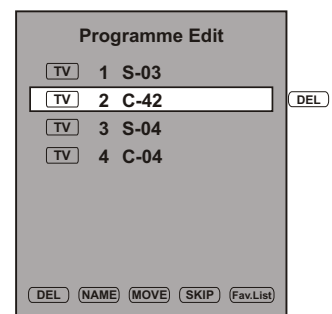 Programme Edit
TV 1 S-03
TV 2 C-42 DEL
TV 3 S-04
TV 4 C-04
DEL NAME MOVE SKIP Fav.List